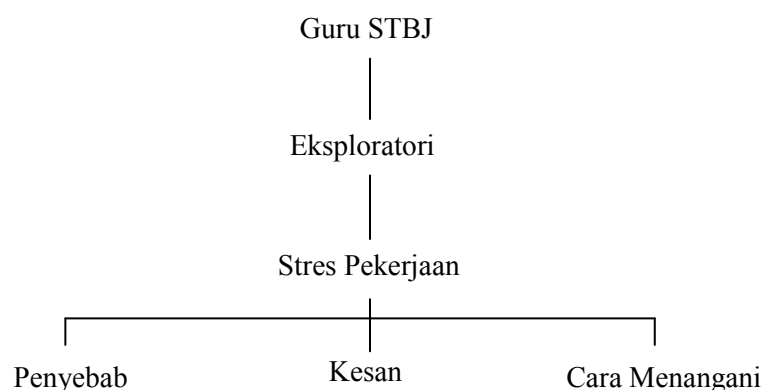 Guru STBJ
Eksploratori
Stres Pekerjaan
Penyebab Kesan Cara Menangani